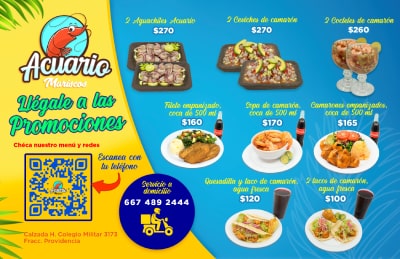 Acuario
Mariscos
Llégale a las
Promociones
Chéca nuestro menú y redes
Escanea con
tu teléfono
Servicio a
domicilio
667 489 2444
Calzada H. Colegio Militar 3173
Fracc. Providencia
2 Aguachiles Acuario
$270
2 Ceviches de camarón
$270
2 Cocteles de camarón
$260
Filete empanizado,
coca de 500 ml
$160
Sopa de camarón,
coca de 500 ml
$170
Camarones empanizados,
coca de 500 ml
$165
Quesadilla y taco de camarón,
agua fresca
$120
2 tacos de camarón,
agua fresca
$100